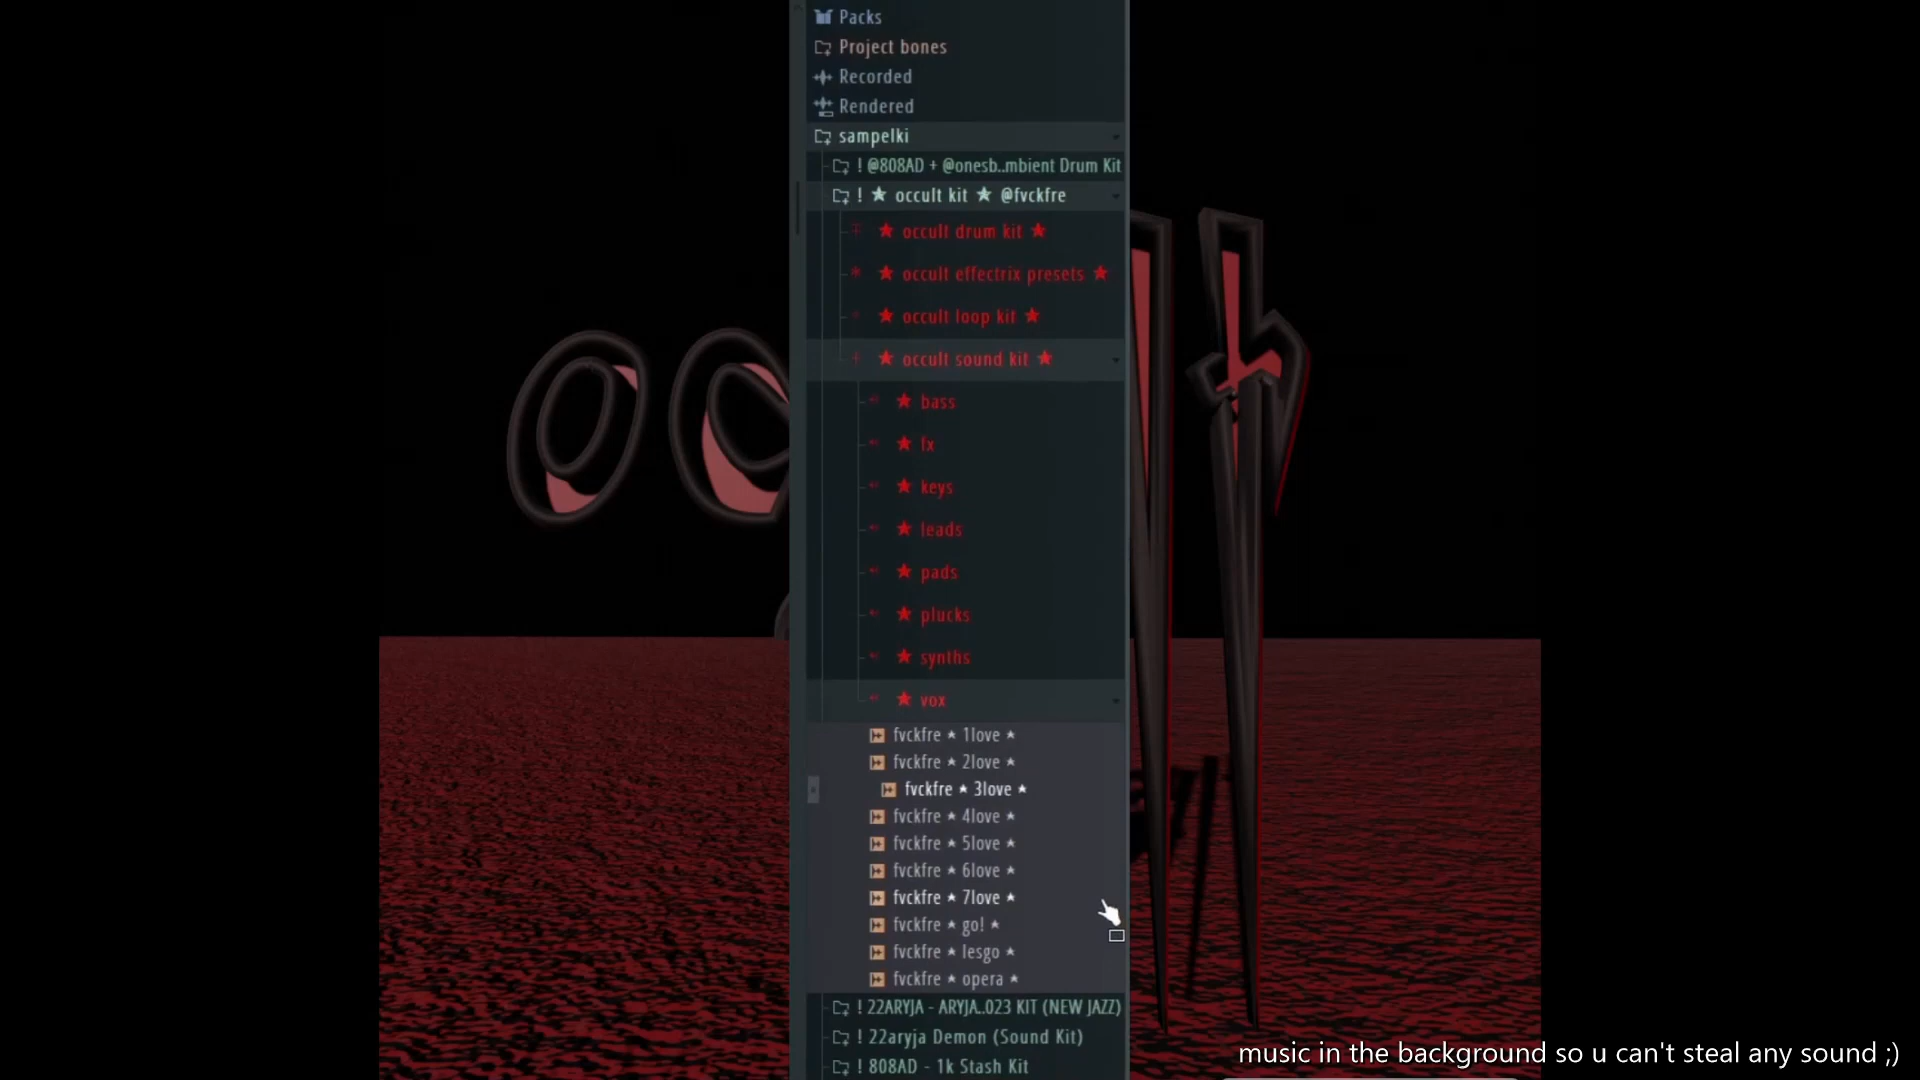 Packs
Project bones
Recorded
Rendered
sampelki
! @808AD + @onesb..mbient Drum Kit
! ★ occult kit ★ @fvckfre
★ occult drum kit ★
★ occult effectrix presets ★
★ occult loop kit ★
★ occult sound kit ★
★ bass
★ fx
★ keys
★ leads
★ pads
★ plucks
★ synths
★ vox
fvckfre ★ 1love ★
fvckfre ★ 2love ★
fvckfre ★ 3love ★
fvckfre ★ 4love ★
fvckfre ★ 5love ★
fvckfre ★ 6love ★
fvckfre ★ 7love ★
fvckfre ★ go! ★
fvckfre ★ lesgo ★
fvckfre ★ opera ★
! 22ARYJA - ARYJA..023 KIT (NEW JAZZ)
! 22aryja Demon (Sound Kit)
! 808AD - 1k Stash Kit
music in the background so u can't steal any sound ;)